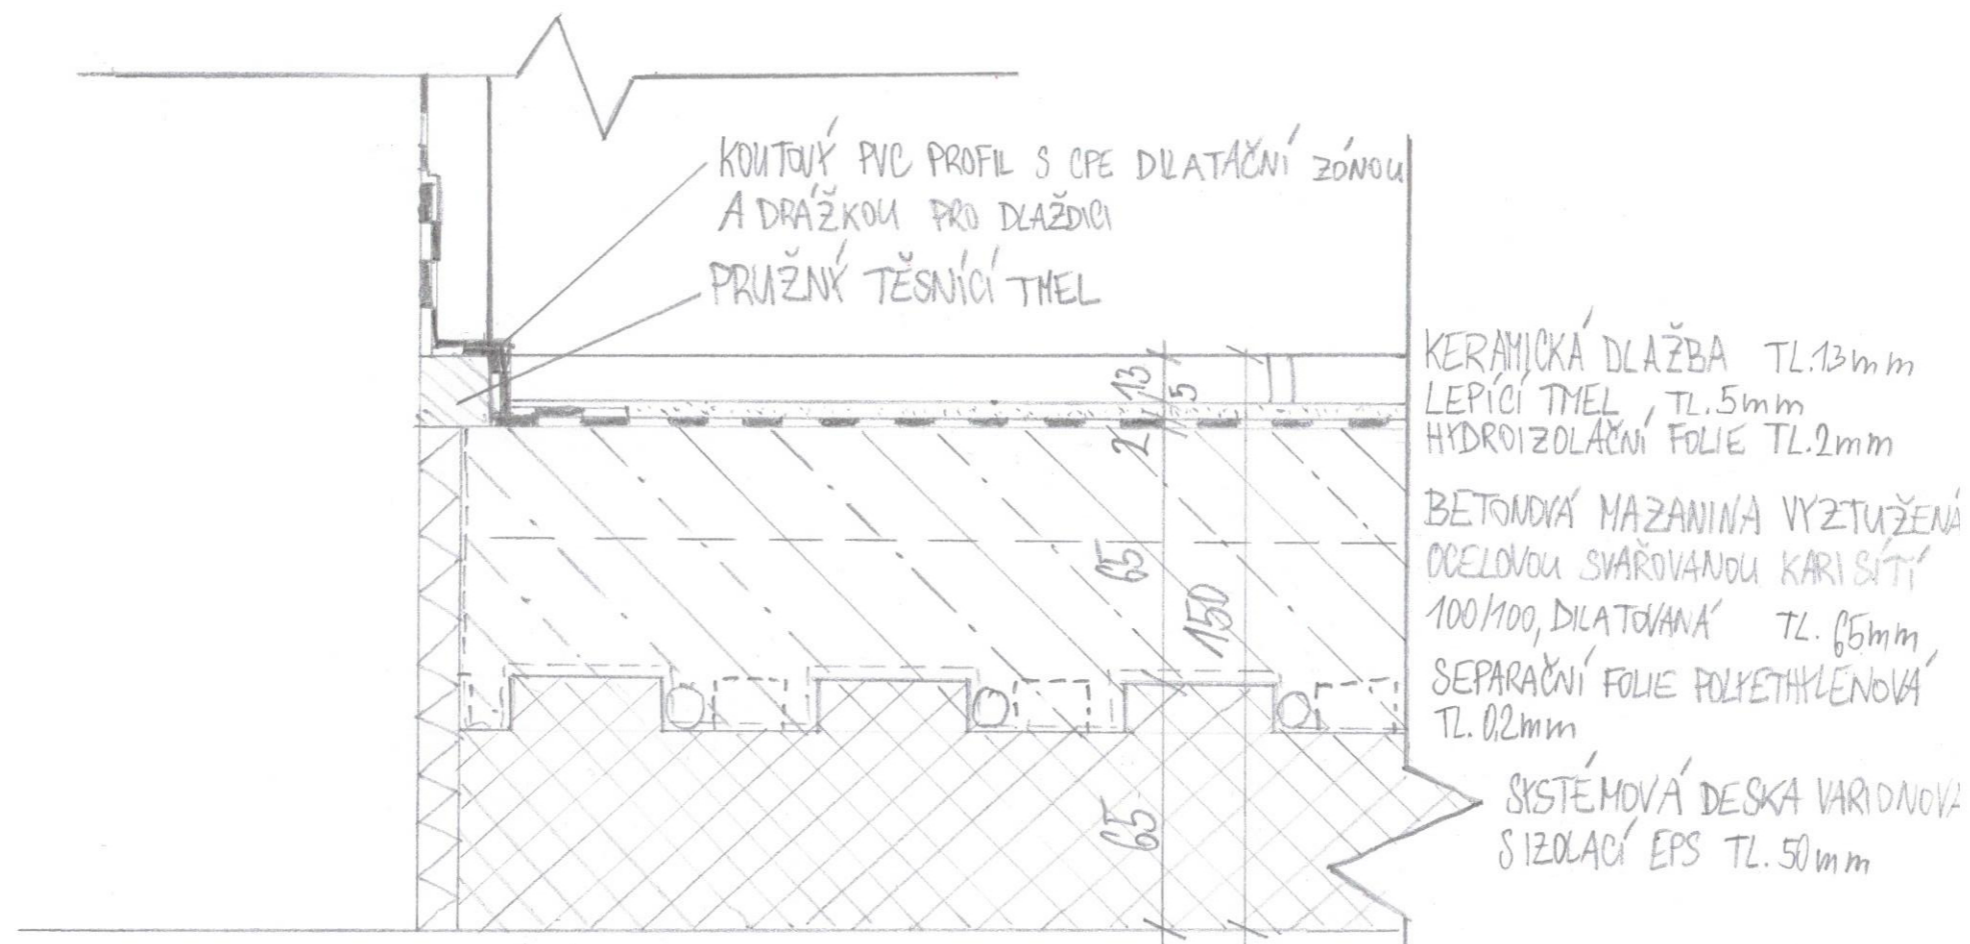 KOUTOVÝ PVC PROFIL S CPE DILATAČNÍ ZÓNOU
A DRÁŽKOU PRO DLAŽDICI
PRUŽNÝ TĚSNÍCÍ TMEL
KERAMICKÁ DLAŽBA TL.13mm
LEPÍCÍ TMEL, TL.5mm
HYDROIZOLAČNÍ FOLIE TL.2mm
BETONOVÁ MAZANINA VYZTUŽENÁ
OCELOVOU SVAŘOVANOU KARI SÍTÍ
100/100, DILATOVANÁ TL. 65mm
SEPARAČNÍ FOLIE POLYETHYLENOVÁ
TL. 0,2mm
SYSTÉMOVÁ DESKA VARIONOVA
S IZOLACÍ EPS TL. 50mm
13
5
2
65
150
65